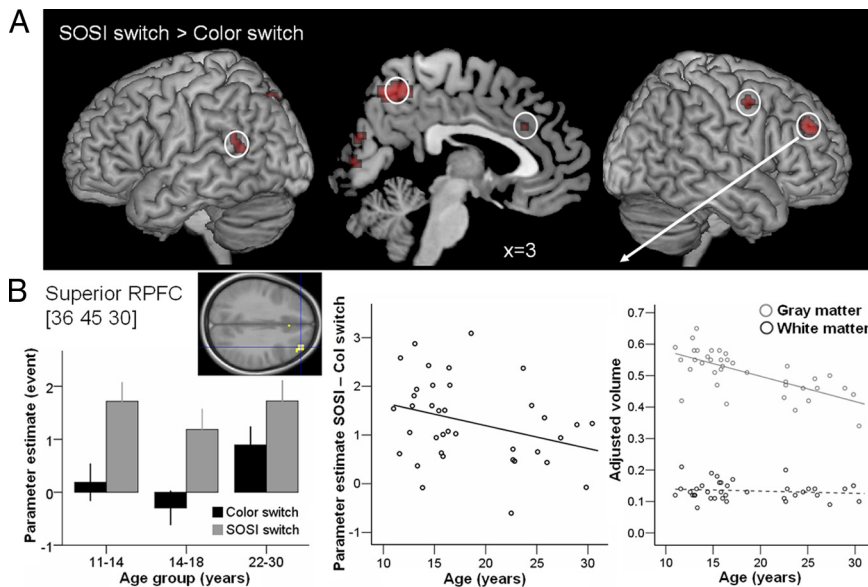 A
SOSI switch > Color switch
x=3
B
Superior RPFC
[36 45 30]
Parameter estimate (event)
2
1
0
-1
11-14
14-18
22-30
Age group (years)
Color switch
SOSI switch
Parameter estimate SOSI – Col switch
3
2
1
0
-1
10
15
20
25
30
Age (years)
Gray matter
White matter
Adjusted volume
0.7
0.6
0.5
0.4
0.3
0.2
0.1
0.0
10
15
20
25
30
Age (years)